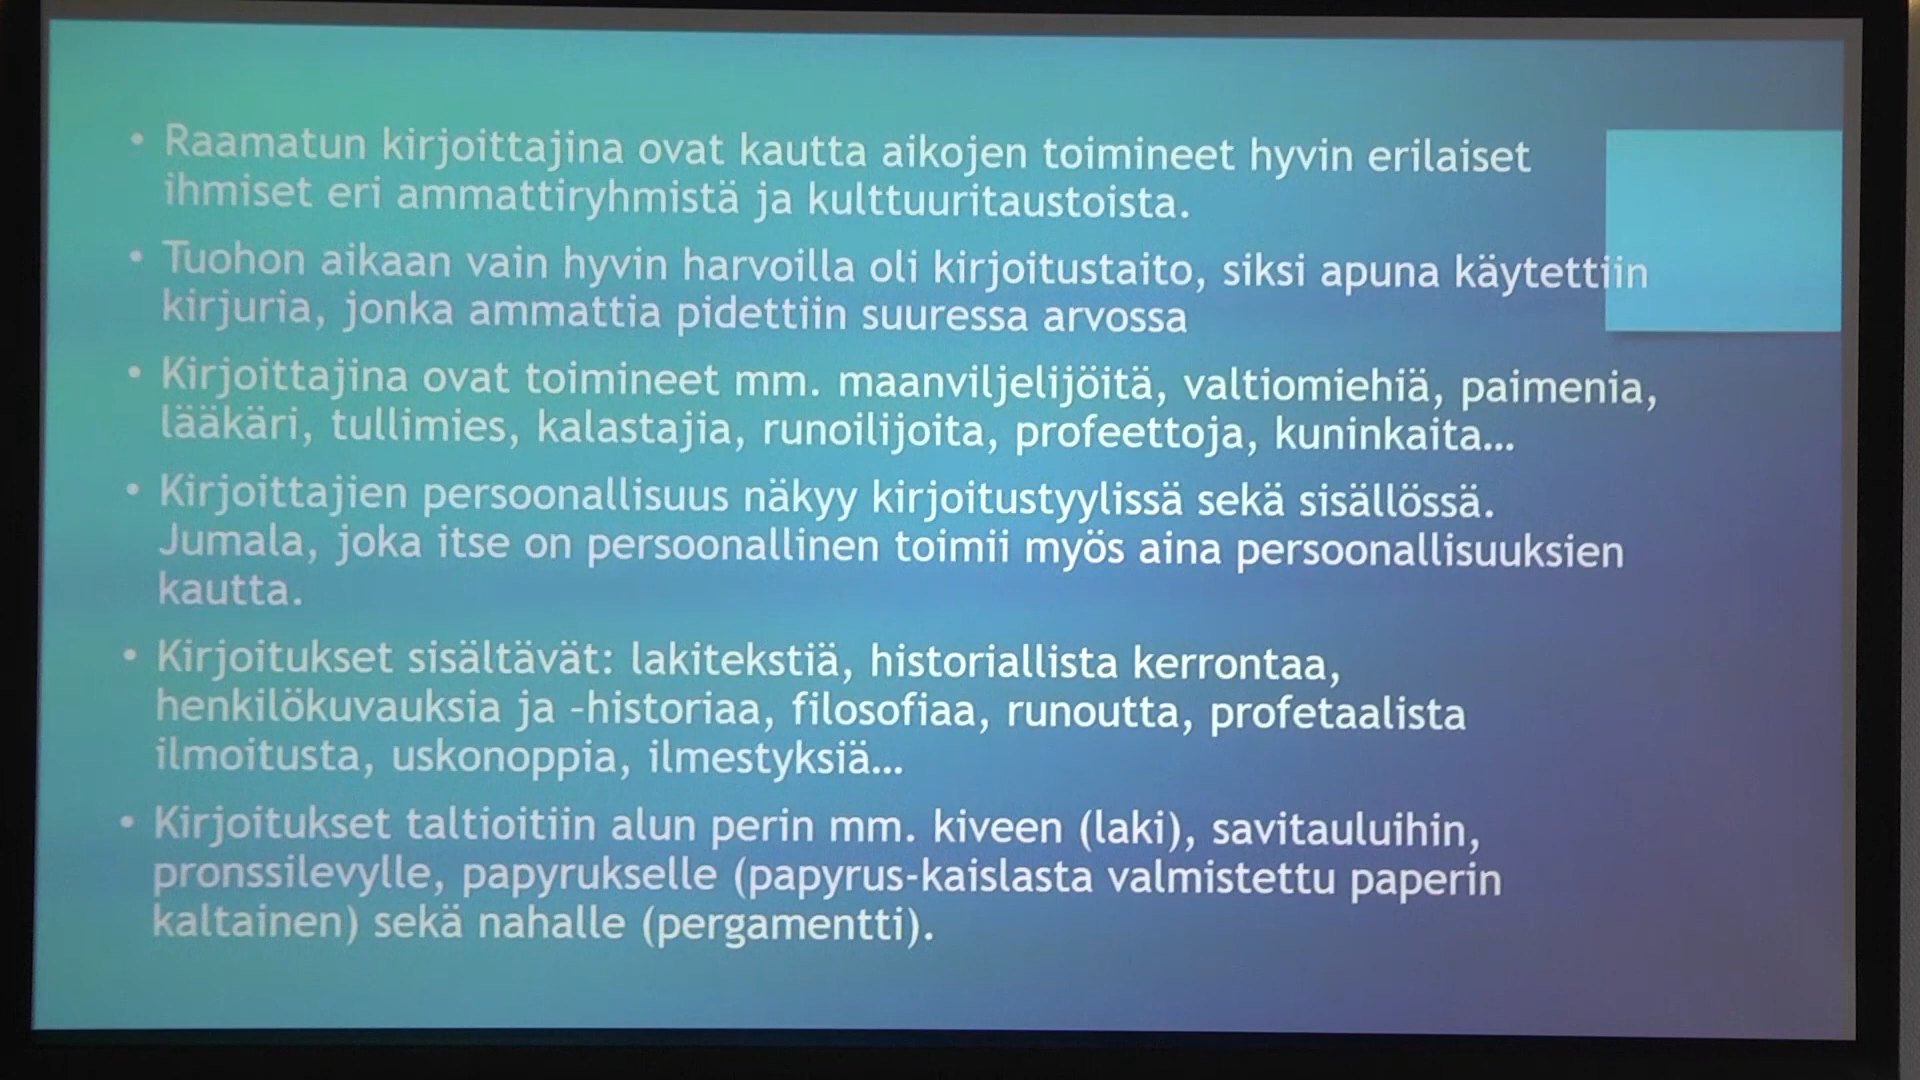 • Raamatun kirjoittajina ovat kautta aikojen toimineet hyvin erilaiset
ihmiset eri ammattiryhmistä ja kulttuuritaustoista.
• Tuohon aikaan vain hyvin harvoilla oli kirjoitustaito, siksi apuna käytettiin
kirjuria, jonka ammattia pidettiin suuressa arvossa
• Kirjoittajina ovat toimineet mm. maanviljelijöitä, valtiomiehiä, paimenia,
lääkäri, tullimies, kalastajia, runoilijoita, profeettoja, kuninkaita...
• Kirjoittajien persoonallisuus näkyy kirjoitustyylissä sekä sisällössä.
Jumala, joka itse on persoonallinen toimii myös aina persoonallisuuksien
kautta.
• Kirjoitukset sisältävät: lakitekstiä, historiallista kerrontaa,
henkilökuvauksia ja -historiaa, filosofiaa, runoutta, profetaalista
ilmoitusta, uskonoppia, ilmestyksiä...
• Kirjoitukset taltioitiin alun perin mm. kiveen (laki), savitauluihin,
pronssilevylle, papyrukselle (papyrus-kaislasta valmistettu paperin
kaltainen) sekä nahalle (pergamentti).